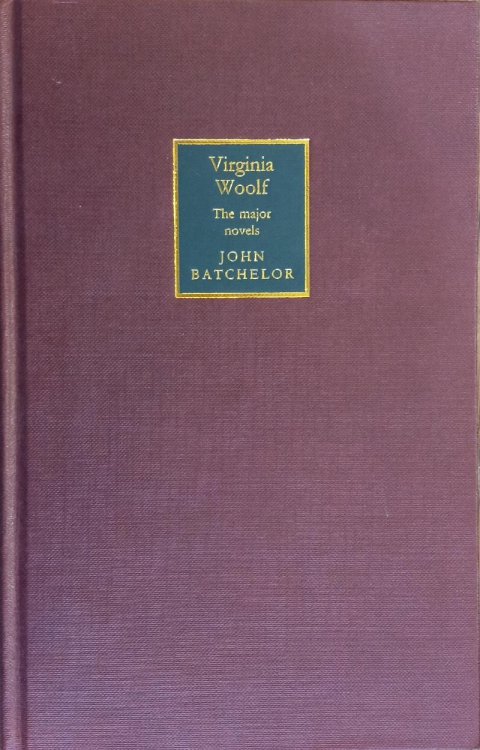 Virginia
Woolf
The major
novels
JOHN
BATCHELOR